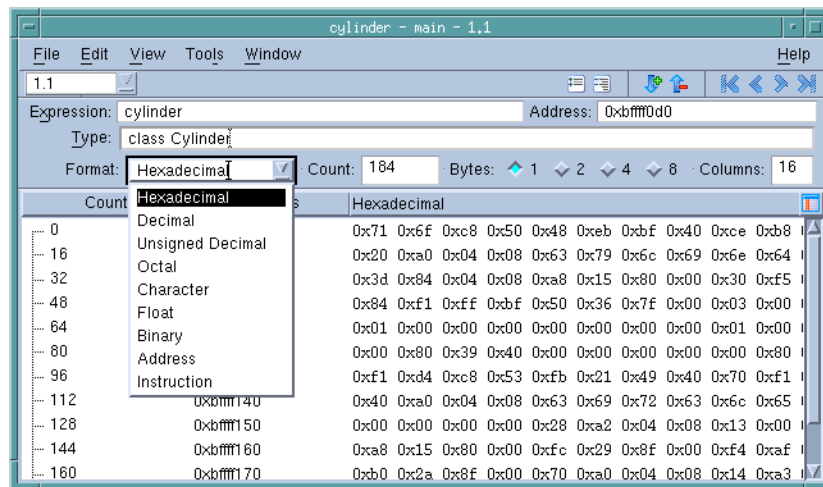 cylinder - main - 1.1
File Edit View Tools Window Help
1.1
Expression: cylinder Address: 0xbffff0d0
Type: class Cylinder
Format: Hexadecimal Count: 184 Bytes: 1 2 4 8 Columns: 16
Count Hexadecimal
Hexadecimal
Decimal
Unsigned Decimal
Octal
Character
Float
Binary
Address
Instruction
0 0x71 0x6f 0xc8 0x50 0x48 0xeb 0xbf 0x40 0xce 0xb8
16 0x20 0xa0 0x04 0x08 0x63 0x79 0x6c 0x69 0x6e 0x64
32 0x3d 0x84 0x04 0x08 0xa8 0x15 0x80 0x00 0x30 0xf5
48 0x84 0xf1 0xff 0xbf 0x50 0x36 0x7f 0x00 0x03 0x00
64 0x01 0x00 0x00 0x00 0x00 0x00 0x00 0x00 0x01 0x00
80 0x00 0x80 0x39 0x40 0x00 0x00 0x00 0x00 0x00 0x80
96 0xf1 0xd4 0xc8 0x53 0xfb 0x21 0x49 0x40 0x70 0xf1
112 0xbffff140 0x40 0xa0 0x04 0x08 0x63 0x69 0x72 0x63 0x6c 0x65
128 0xbffff150 0x00 0x00 0x00 0x00 0x28 0xa2 0x04 0x08 0x13 0x00
144 0xbffff160 0xa8 0x15 0x80 0x00 0xfc 0x29 0x8f 0x00 0xf4 0xaf
160 0xbffff170 0xb0 0x2a 0x8f 0x00 0x70 0xa0 0x04 0x08 0x14 0xa3